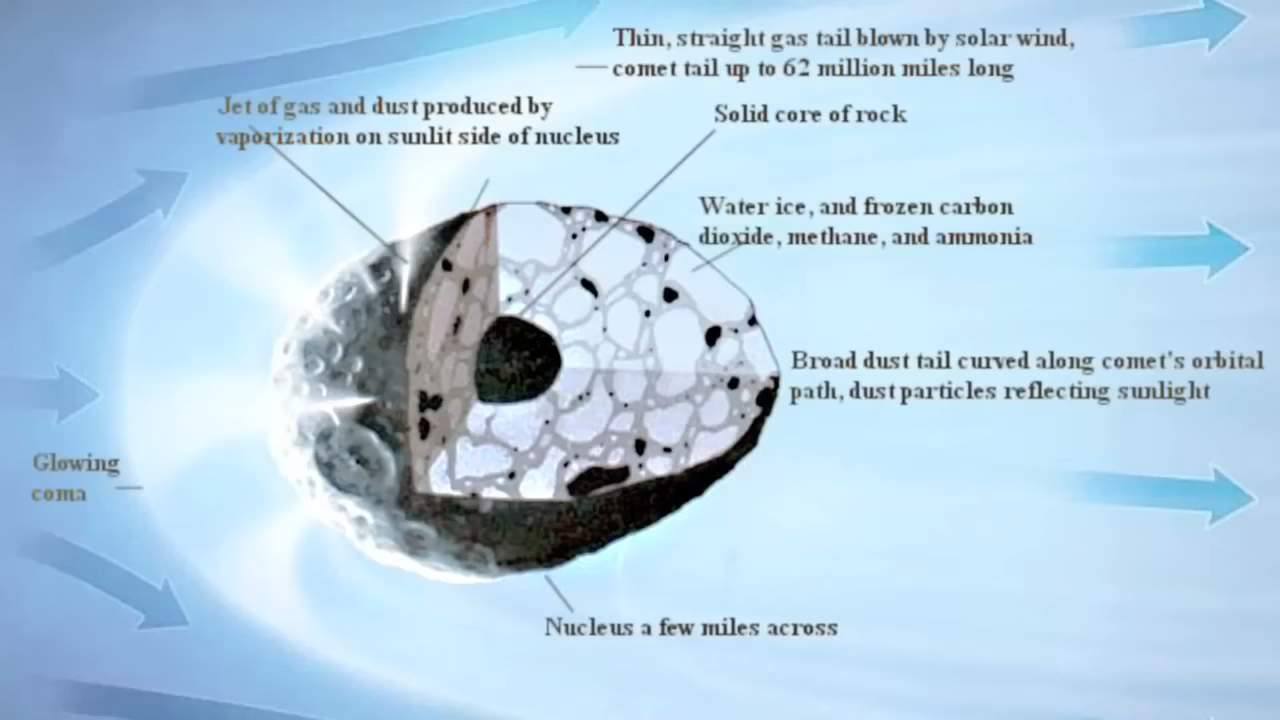 Thin, straight gas tail blown by solar wind,
comet tail up to 62 million miles long
Jet of gas and dust produced by
vaporization on sunlit side of nucleus
Solid core of rock
Water ice, and frozen carbon
dioxide, methane, and ammonia
Broad dust tail curved along comet's orbital
path, dust particles reflecting sunlight
Glowing
coma
Nucleus a few miles across